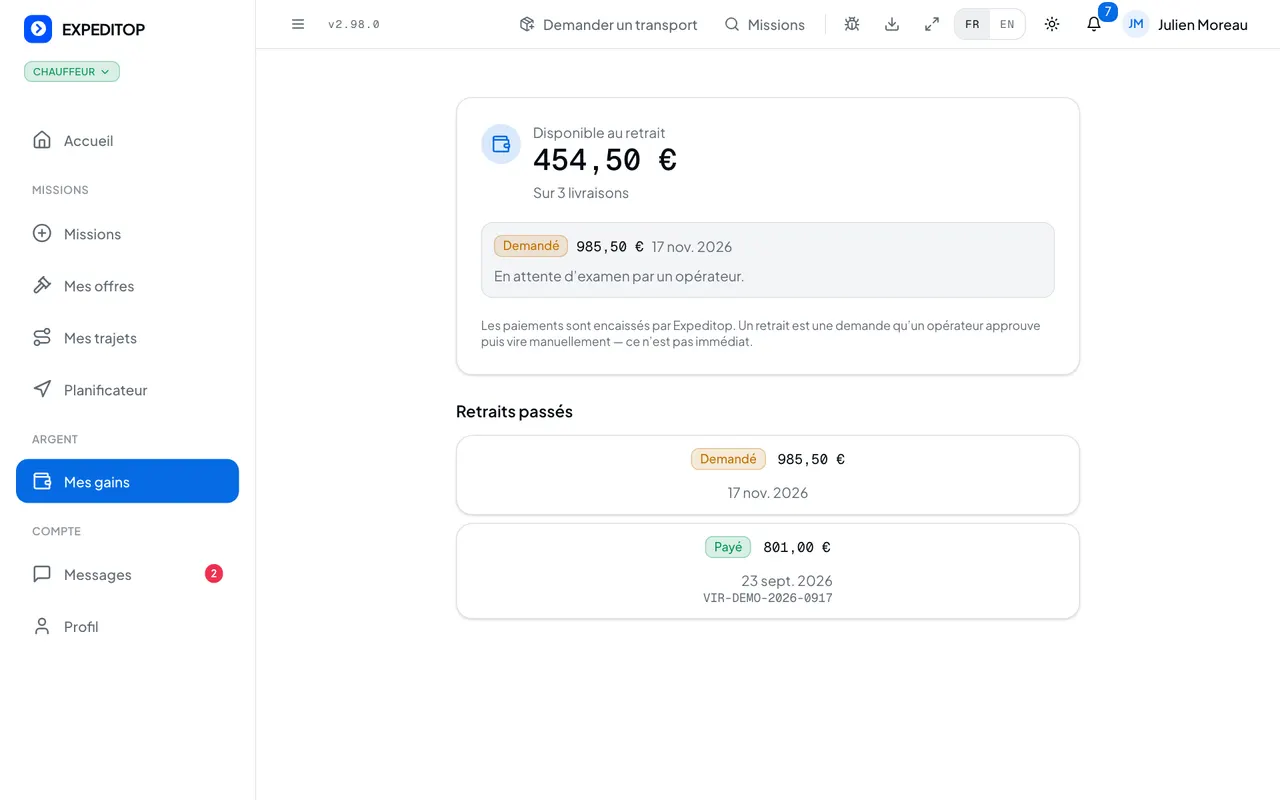 EXPEDITOP
CHAUFFEUR
Accueil
MISSIONS
Missions
Mes offres
Mes trajets
Planificateur
ARGENT
Mes gains
COMPTE
Messages 2
Profil
v2.98.0 Demander un transport Missions FR EN 7 JM Julien Moreau
Disponible au retrait
454,50 €
Sur 3 livraisons
Demandé 985,50 € 17 nov. 2026
En attente d’examen par un opérateur.
Les paiements sont encaissés par Expeditop. Un retrait est une demande qu’un opérateur approuve
puis vire manuellement — ce n’est pas immédiat.
Retraits passés
Demandé 985,50 €
17 nov. 2026
Payé 801,00 €
23 sept. 2026
VIR-DEMO-2026-0917